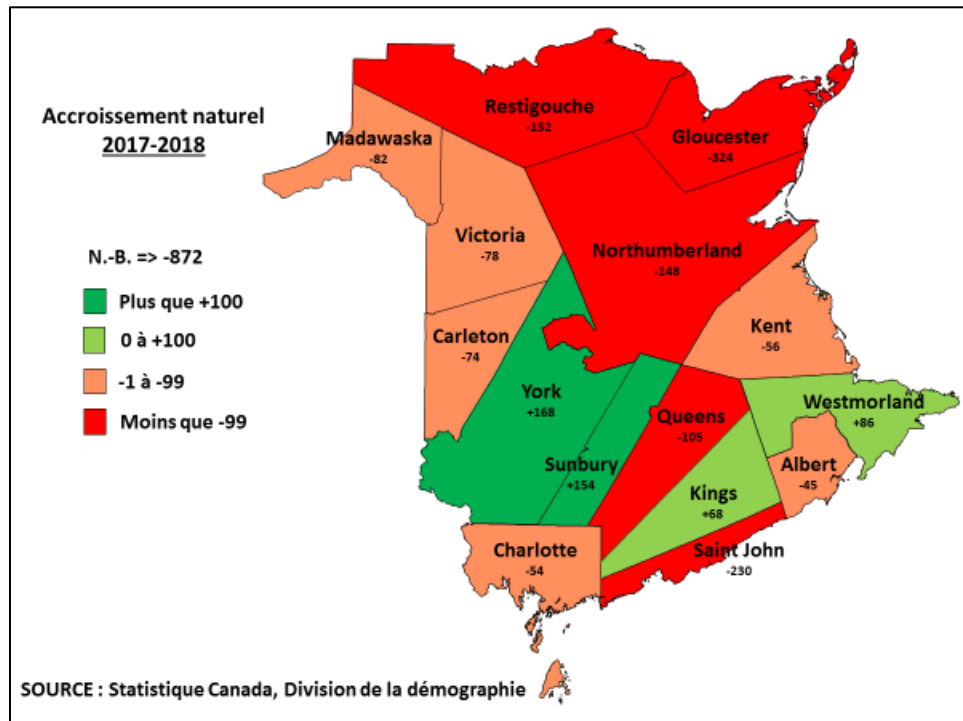 Accroissement naturel
2017-2018
N.-B. => -872
Plus que +100
0 à +100
-1 à -99
Moins que -99
Restigouche
-152
Gloucester
-324
Madawaska
-82
Victoria
-78
Northumberland
-148
Carleton
-74
Kent
-56
York
+168
Queens
-105
Westmorland
+86
Sunbury
+154
Albert
-45
Kings
+68
Charlotte
-54
Saint John
-230
SOURCE : Statistique Canada, Division de la démographie